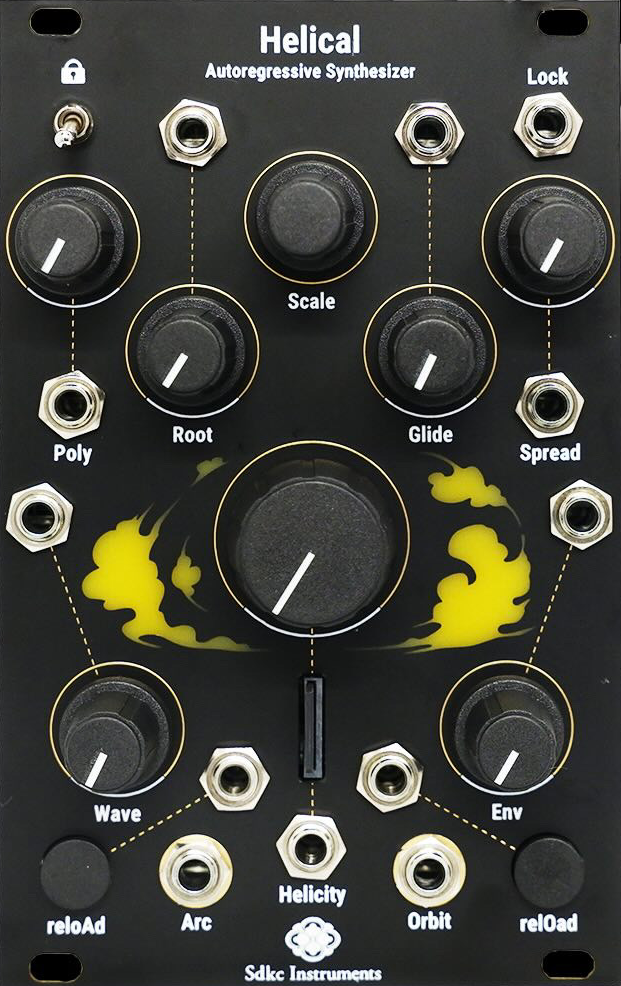 Helical
Autoregressive Synthesizer
Lock
Scale
Root
Glide
Poly
Spread
Wave
Env
reloAd
Arc
Helicity
Orbit
relOad
Sdkc Instruments